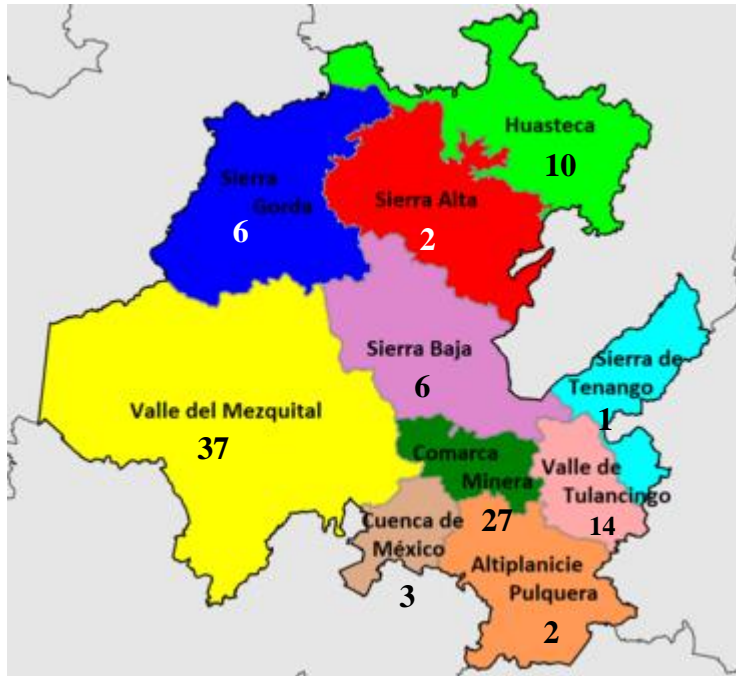 Huasteca
10
Sierra
Gorda
6
Sierra Alta
2
Sierra Baja
6
Sierra de
Tenango
1
Valle del Mezquital
37
Comarca
Minera
27
Valle de
Tulancingo
14
Cuenca de
México
3
Altiplanicie
Pulquera
2